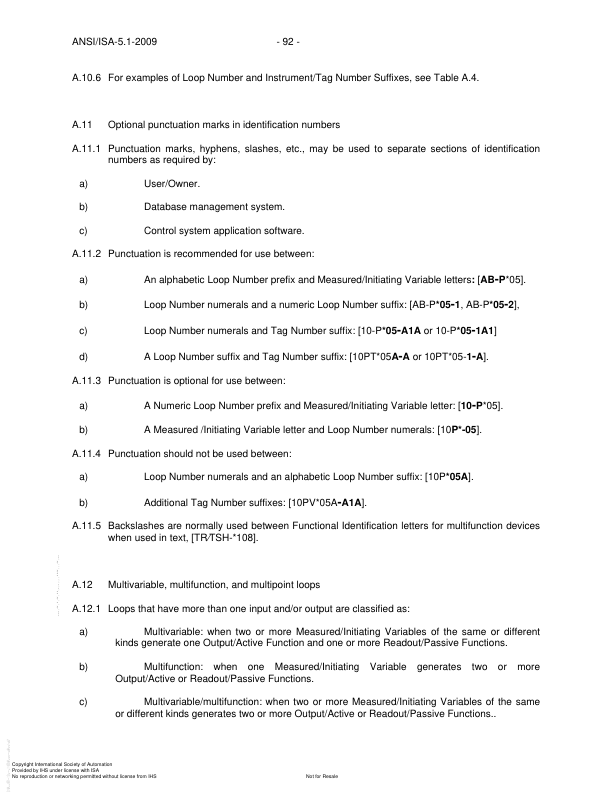 ANSI/ISA-5.1-2009 - 92 -
A.10.6 For examples of Loop Number and Instrument/Tag Number Suffixes, see Table A.4.
A.11 Optional punctuation marks in identification numbers
A.11.1 Punctuation marks, hyphens, slashes, etc., may be used to separate sections of identification
numbers as required by:
a) User/Owner.
b) Database management system.
c) Control system application software.
A.11.2 Punctuation is recommended for use between:
a) An alphabetic Loop Number prefix and Measured/Initiating Variable letters: [AB-P*05].
b) Loop Number numerals and a numeric Loop Number suffix: [AB-P*05-1, AB-P*05-2],
c) Loop Number numerals and Tag Number suffix: [10-P*05-A1A or 10-P*05-1A1]
d) A Loop Number suffix and Tag Number suffix: [10PT*05A-A or 10PT*05-1-A].
A.11.3 Punctuation is optional for use between:
a) A Numeric Loop Number prefix and Measured/Initiating Variable letter: [10-P*05].
b) A Measured /Initiating Variable letter and Loop Number numerals: [10P*-05].
A.11.4 Punctuation should not be used between:
a) Loop Number numerals and an alphabetic Loop Number suffix: [10P*05A].
b) Additional Tag Number suffixes: [10PV*05A-A1A].
A.11.5 Backslashes are normally used between Functional Identification letters for multifunction devices
when used in text, [TR/TSH-*108].
A.12 Multivariable, multifunction, and multipoint loops
A.12.1 Loops that have more than one input and/or output are classified as:
a) Multivariable: when two or more Measured/Initiating Variables of the same or different
kinds generate one Output/Active Function and one or more Readout/Passive Functions.
b) Multifunction: when one Measured/Initiating Variable generates two or more
Output/Active or Readout/Passive Functions.
c) Multivariable/multifunction: when two or more Measured/Initiating Variables of the same
or different kinds generates two or more Output/Active or Readout/Passive Functions..
Copyright International Society of Automation
Provided by IHS under license with ISA
No reproduction or networking permitted without license from IHS Not for Resale